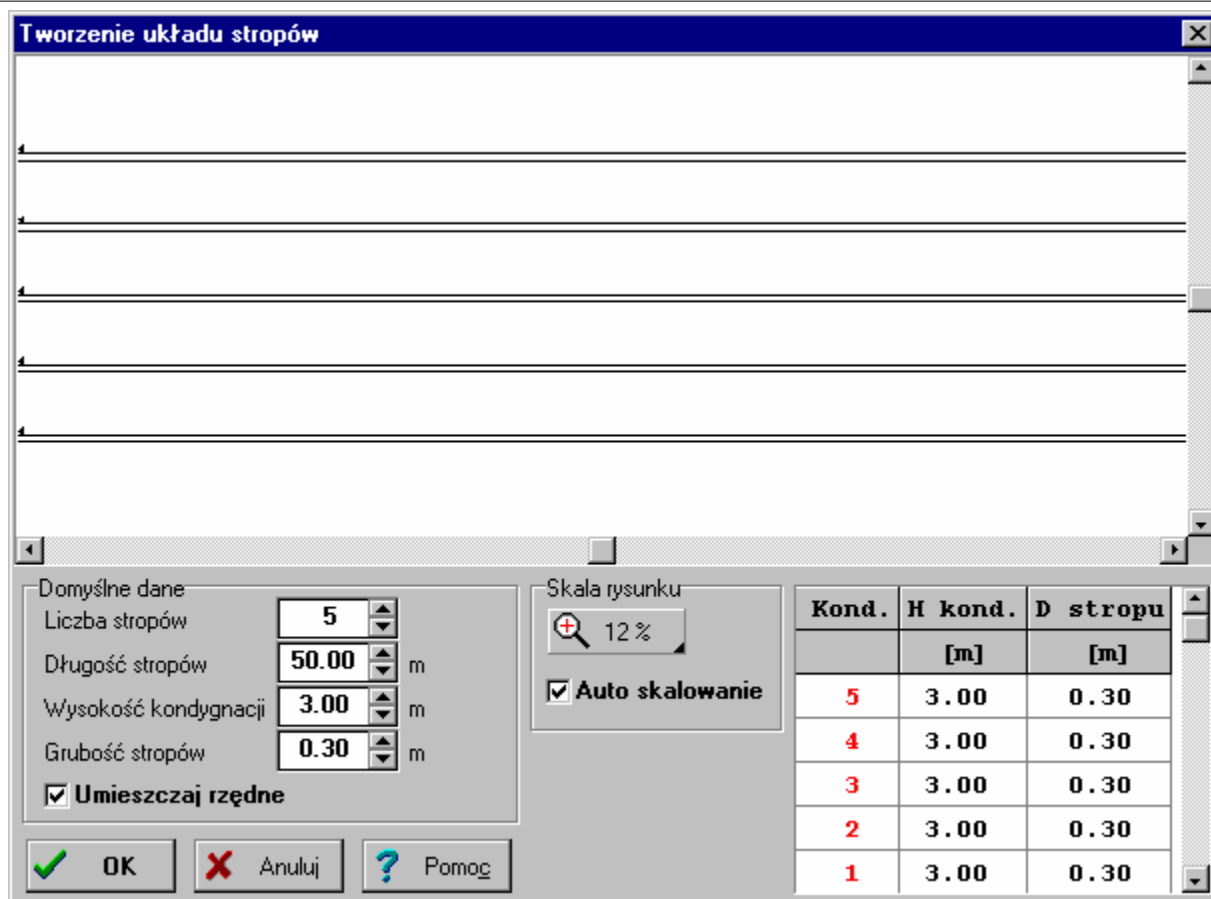 Tworzenie układu stropów
Domyślne dane
Liczba stropów 5
Długość stropów 50.00 m
Wysokość kondygnacji 3.00 m
Grubość stropów 0.30 m
Umieszczaj rzędne
OK Anuluj Pomoc
Skala rysunku
12 %
Auto skalowanie
Kond. H kond. D stropu
[m] [m]
5 3.00 0.30
4 3.00 0.30
3 3.00 0.30
2 3.00 0.30
1 3.00 0.30